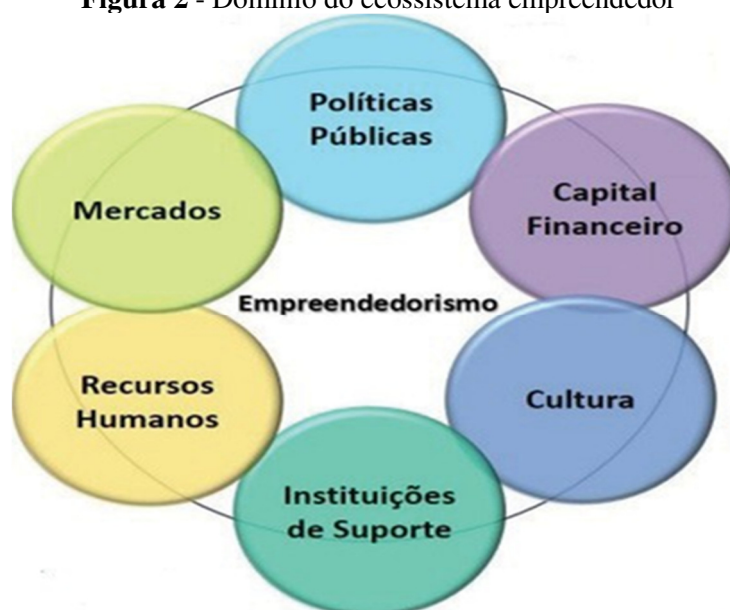 Figura 2 - Domínio do ecossistema empreendedor
Políticas
Públicas
Capital
Financeiro
Mercados
Empreendedorismo
Recursos
Humanos
Cultura
Instituições
de Suporte